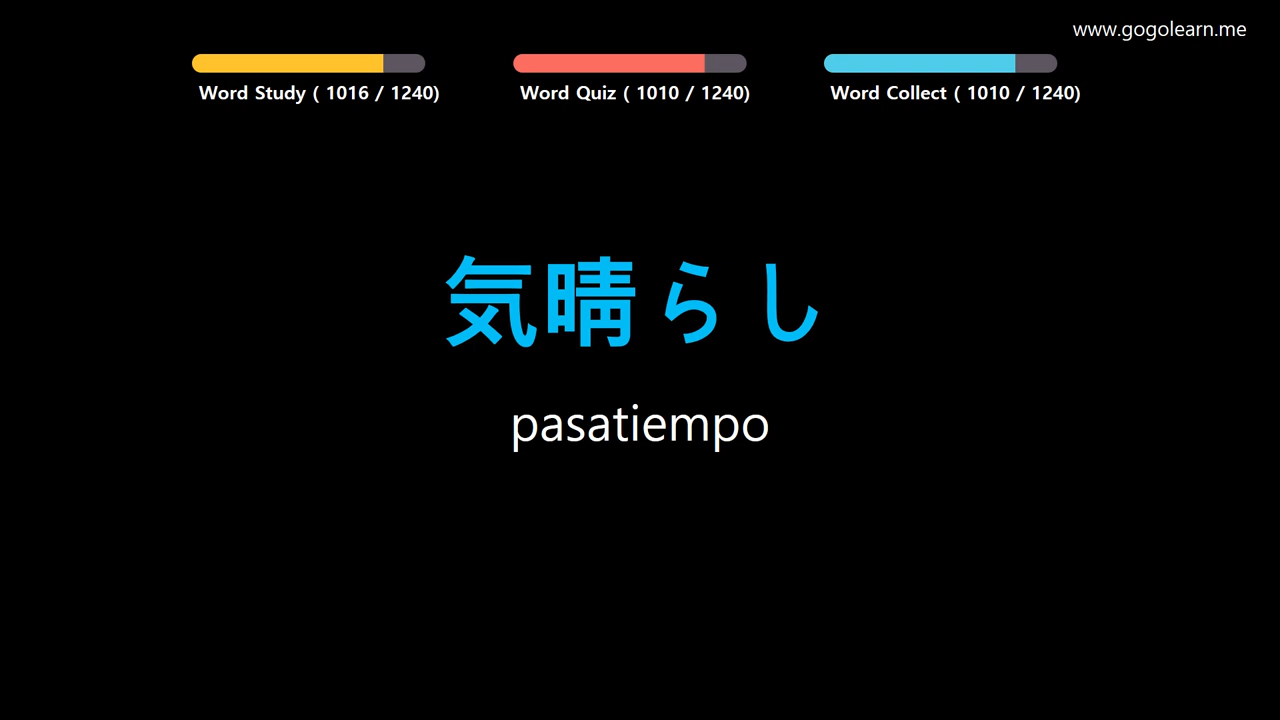 www.gogolearn.me
Word Study ( 1016 / 1240)
Word Quiz ( 1010 / 1240)
Word Collect ( 1010 / 1240)
気晴らし
pasatiempo